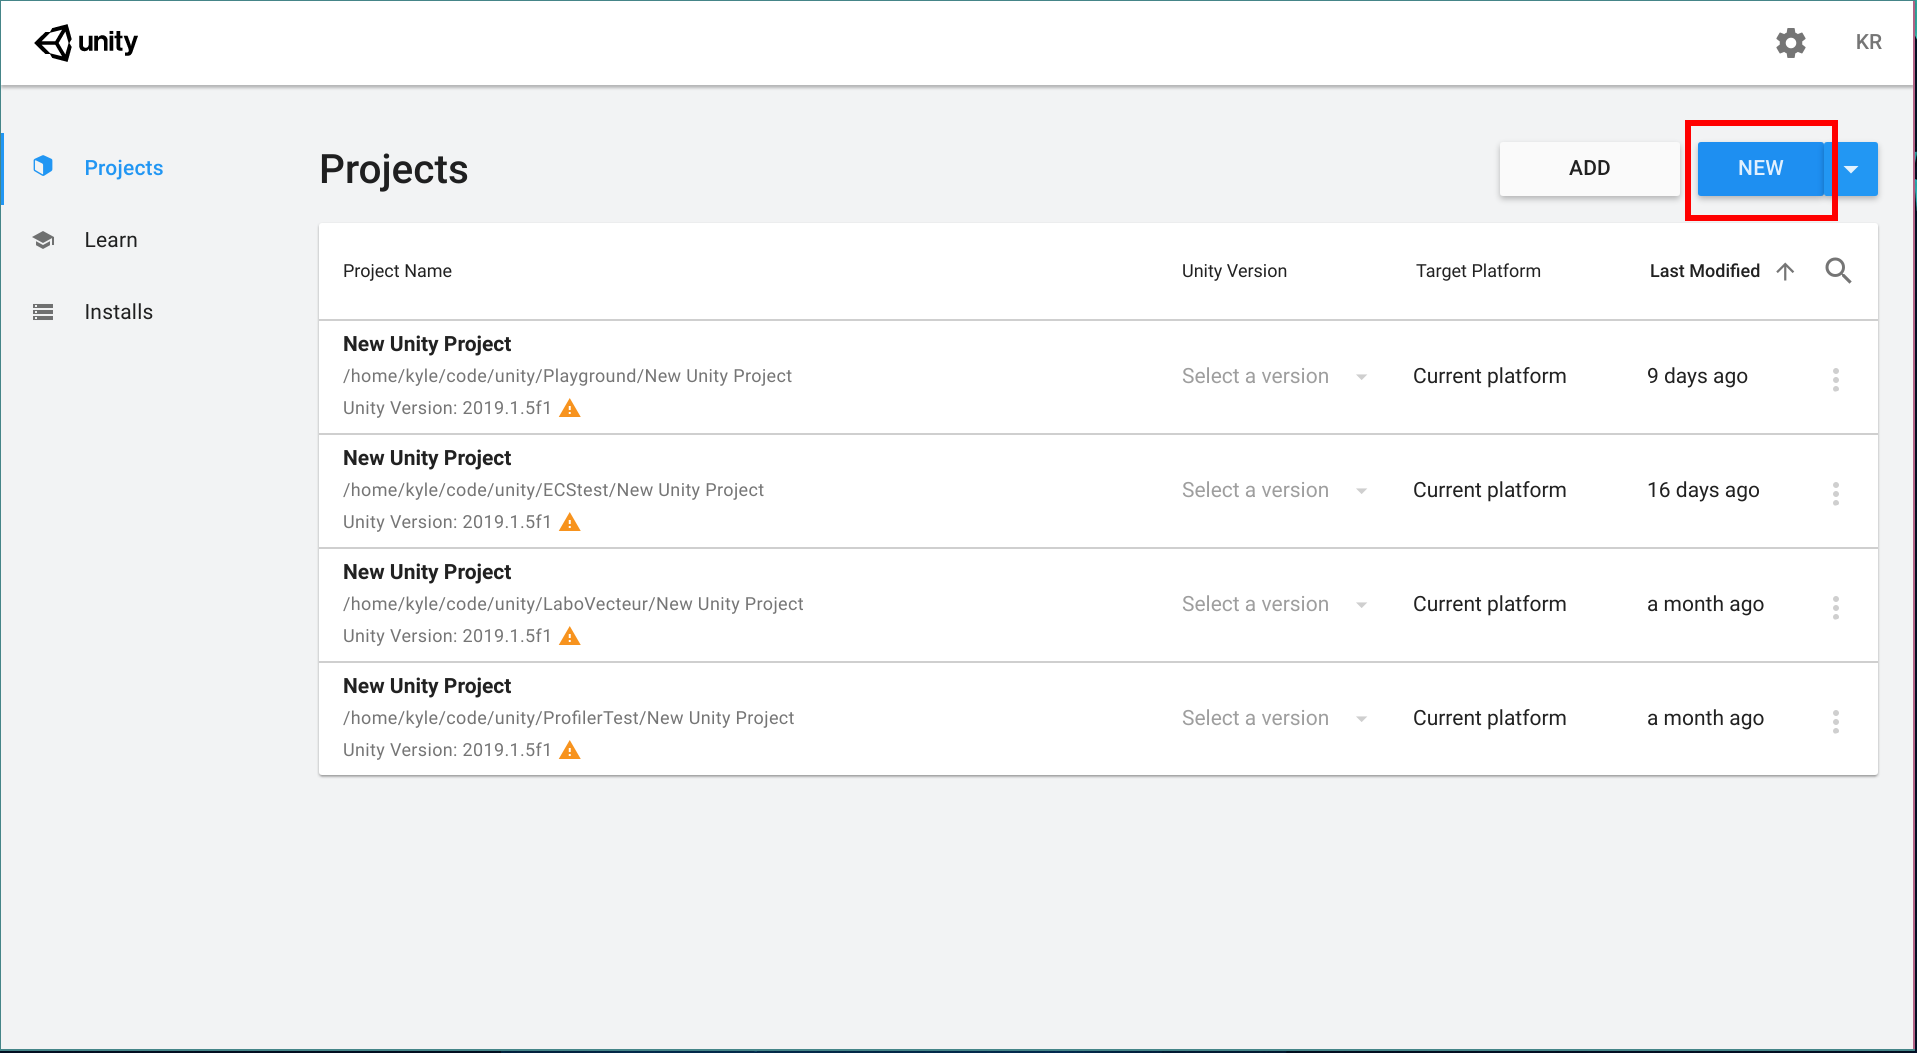 unity
KR
Projects
Learn
Installs
Projects
ADD
NEW
Project Name
Unity Version
Target Platform
Last Modified
New Unity Project
/home/kyle/code/unity/Playground/New Unity Project
Unity Version: 2019.1.5f1
Select a version
Current platform
9 days ago
New Unity Project
/home/kyle/code/unity/ECStest/New Unity Project
Unity Version: 2019.1.5f1
Select a version
Current platform
16 days ago
New Unity Project
/home/kyle/code/unity/LaboVecteur/New Unity Project
Unity Version: 2019.1.5f1
Select a version
Current platform
a month ago
New Unity Project
/home/kyle/code/unity/ProfilerTest/New Unity Project
Unity Version: 2019.1.5f1
Select a version
Current platform
a month ago